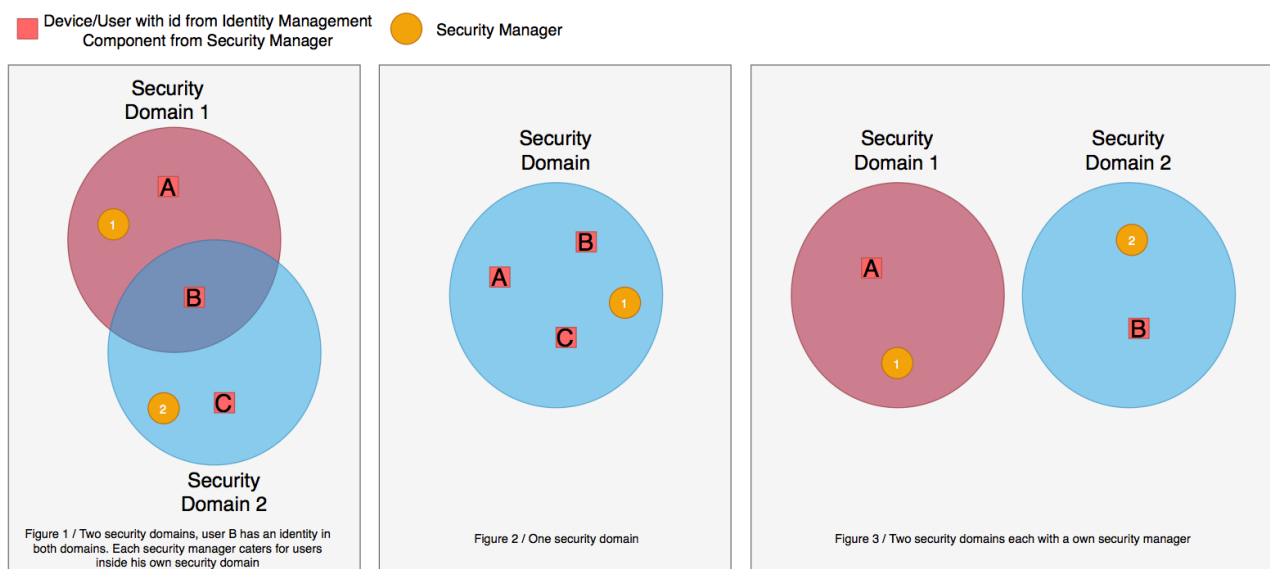 Device/User with id from Identity Management
Component from Security Manager
Security Manager
Security
Domain 1
A
1
B
2
C
Security
Domain 2
Figure 1 / Two security domains, user B has an identity in
both domains. Each security manager caters for users
inside his own security domain
Security
Domain
B
A
1
C
Figure 2 / One security domain
Security
Domain 1
A
1
Security
Domain 2
2
B
Figure 3 / Two security domains each with a own security manager